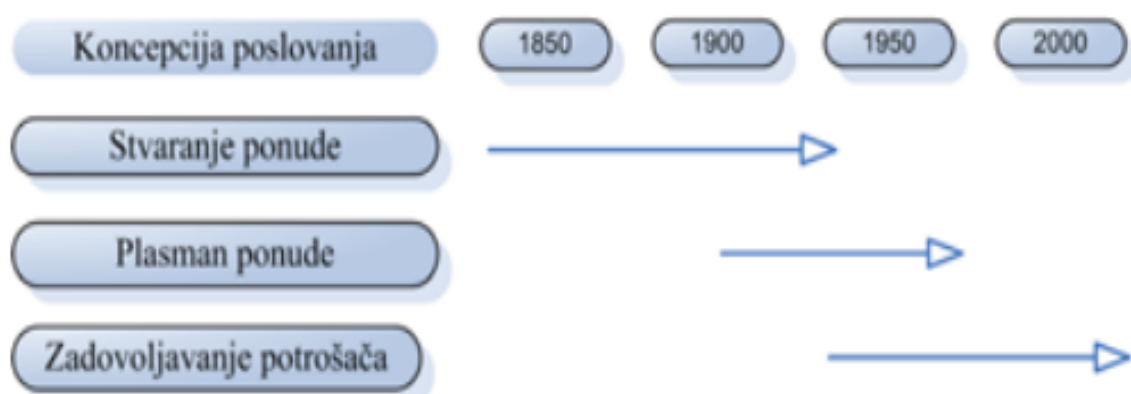 Koncepcija poslovanja 1850 1900 1950 2000
Stvaranje ponude
Plasman ponude
Zadovoljavanje potrošača